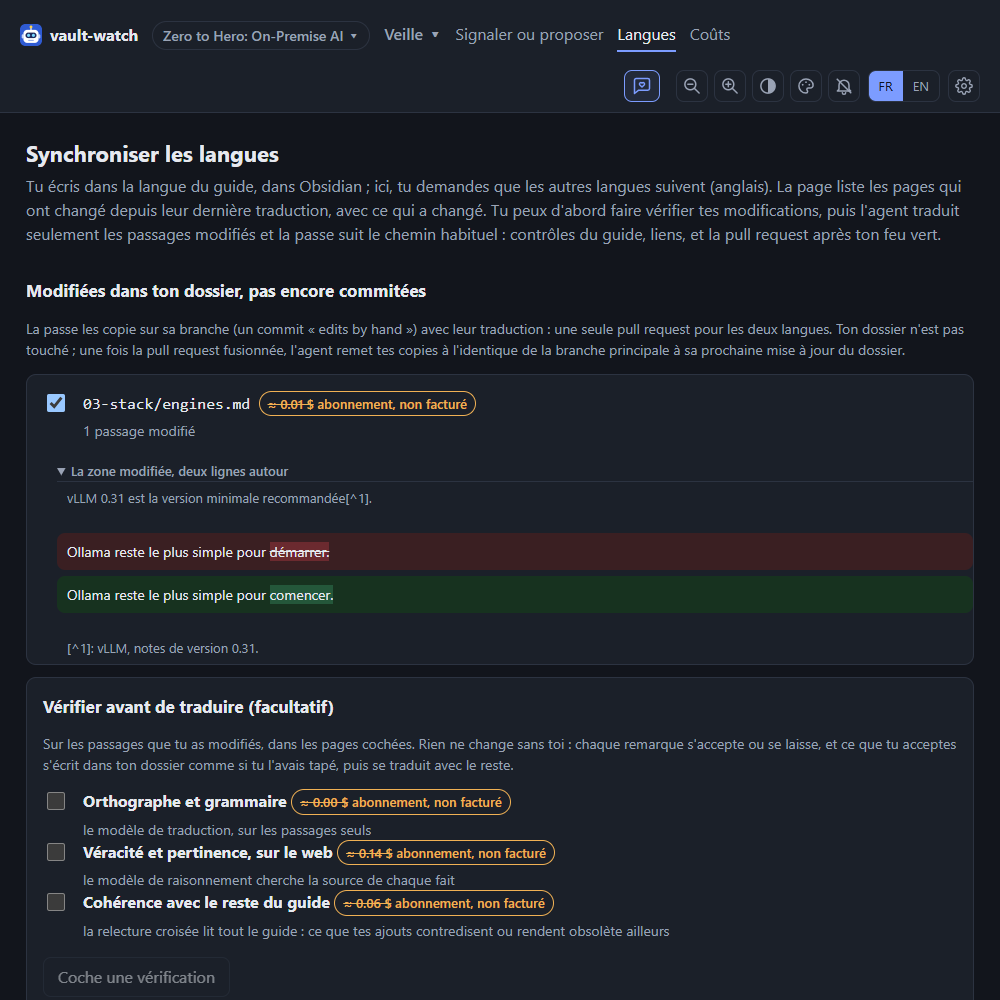 vault-watch
Zero to Hero: On-Premise AI
Veille
Signaler ou proposer
Langues
Coûts
FR
EN
Synchroniser les langues
Tu écris dans la langue du guide, dans Obsidian ; ici, tu demandes que les autres langues suivent (anglais). La page liste les pages qui
ont changé depuis leur dernière traduction, avec ce qui a changé. Tu peux d'abord faire vérifier tes modifications, puis l'agent traduit
seulement les passages modifiés et la passe suit le chemin habituel : contrôles du guide, liens, et la pull request après ton feu vert.
Modifiées dans ton dossier, pas encore commitées
La passe les copie sur sa branche (un commit « edits by hand ») avec leur traduction : une seule pull request pour les deux langues. Ton dossier n'est pas
touché ; une fois la pull request fusionnée, l'agent remet tes copies à l'identique de la branche principale à sa prochaine mise à jour du dossier.
03-stack/engines.md ≈ 0.01 $ abonnement, non facturé
1 passage modifié
La zone modifiée, deux lignes autour
vLLM 0.31 est la version minimale recommandée[^1].
Ollama reste le plus simple pour démarrer.
Ollama reste le plus simple pour comencer.
[^1]: vLLM, notes de version 0.31.
Vérifier avant de traduire (facultatif)
Sur les passages que tu as modifiés, dans les pages cochées. Rien ne change sans toi : chaque remarque s'accepte ou se laisse, et ce que tu acceptes
s'écrit dans ton dossier comme si tu l'avais tapé, puis se traduit avec le reste.
Orthographe et grammaire ≈ 0.00 $ abonnement, non facturé
le modèle de traduction, sur les passages seuls
Véracité et pertinence, sur le web ≈ 0.14 $ abonnement, non facturé
le modèle de raisonnement cherche la source de chaque fait
Cohérence avec le reste du guide ≈ 0.06 $ abonnement, non facturé
la relecture croisée lit tout le guide : ce que tes ajouts contredisent ou rendent obsolète ailleurs
Coche une vérification